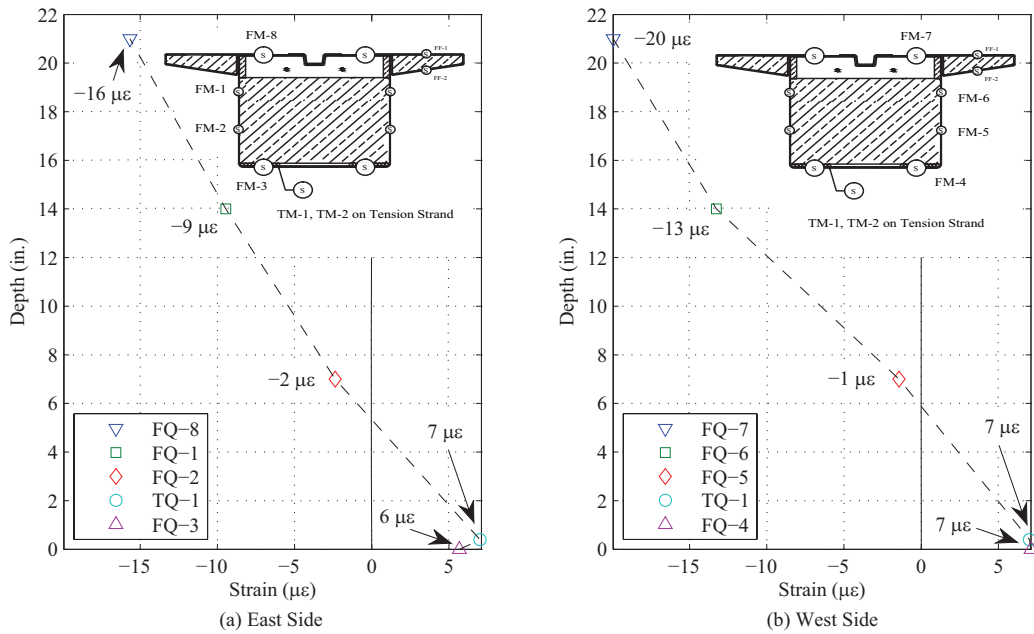 22
20
18
16
14
12
10
8
6
4
2
0
Depth (in.)
−15
−10
−5
0
5
Strain (με)
(a) East Side
−16 με
−9 με
−2 με
7 με
6 με
FM-8
S
S
FF-1
FF-2
FM-1
S
S
FM-2
S
S
FM-3
S
S
S
TM-1, TM-2 on Tension Strand
FQ−8
FQ−1
FQ−2
TQ−1
FQ−3
22
20
18
16
14
12
10
8
6
4
2
0
Depth (in.)
−20
−15
−10
−5
0
5
Strain (με)
(b) West Side
−20 με
−13 με
−1 με
7 με
7 με
FM-7
S
S
FF-1
FF-2
FM-6
S
S
FM-5
S
S
FM-4
S
S
S
TM-1, TM-2 on Tension Strand
FQ−7
FQ−6
FQ−5
TQ−1
FQ−4